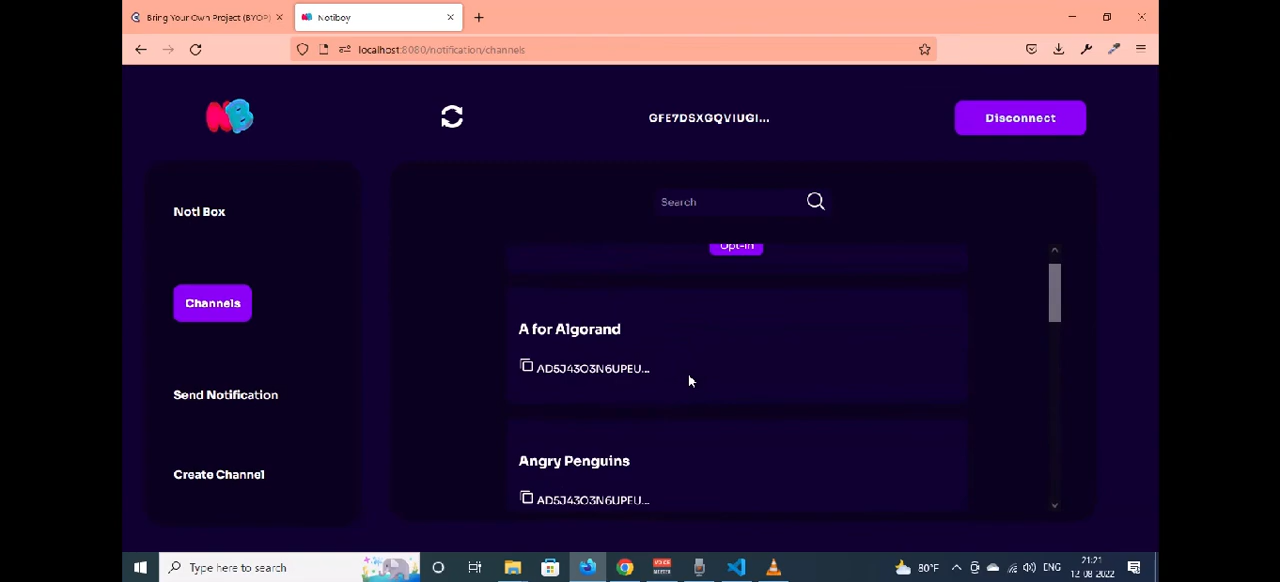 Bring Your Own Project (BYOP)
Notiboy
localhost:8080/notification/channels
NB
GFE7DSXGQVIUGI...
Disconnect
Noti Box
Channels
Send Notification
Create Channel
Search
Opt-in
A for Algorand
AD5J43O3N6UPEU...
Angry Penguins
AD5J43O3N6UPEU...
Type here to search
80°F
ENG
21:21
12-08-2022